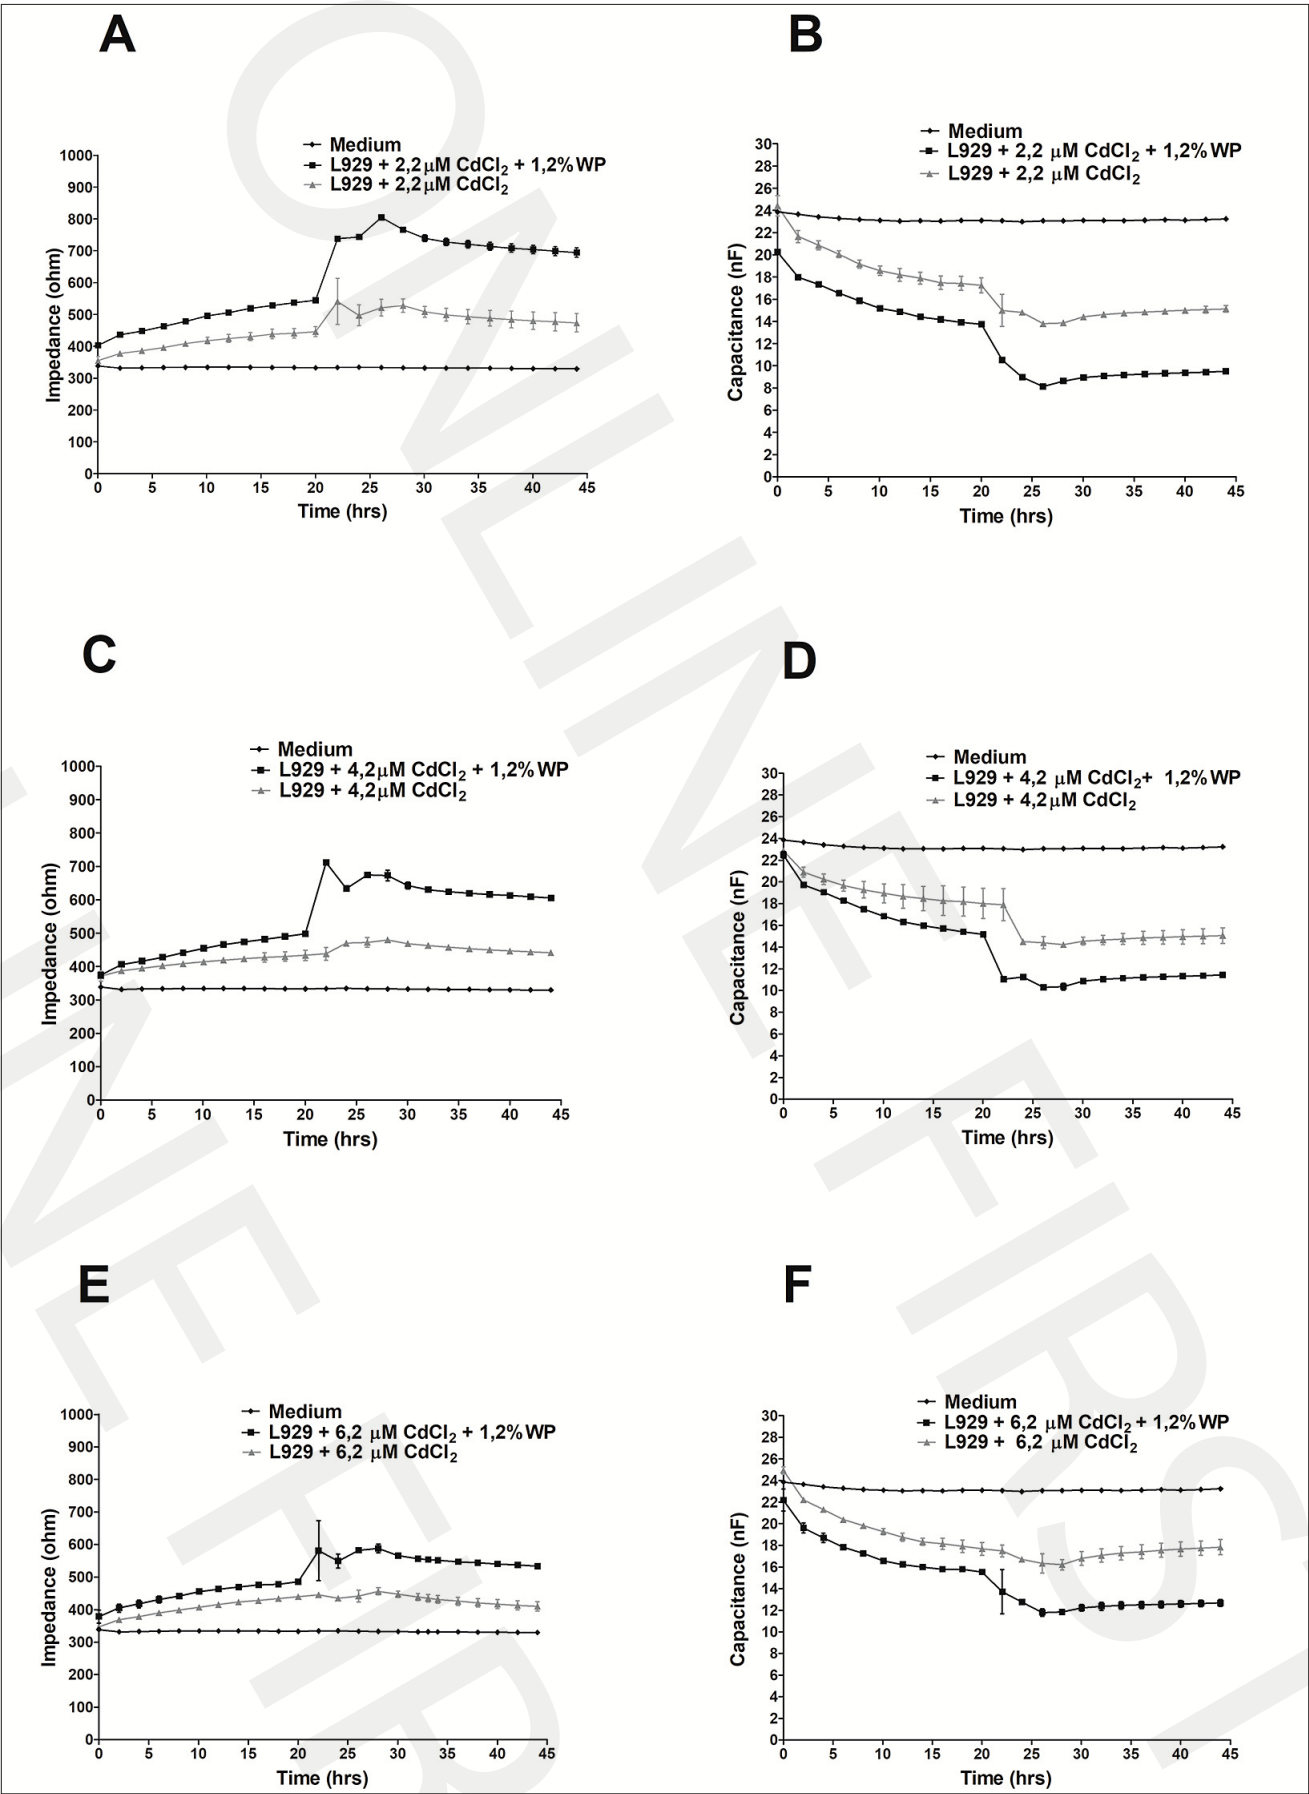 A
Medium
L929 + 2,2 μM CdCl2 + 1,2% WP
L929 + 2,2 μM CdCl2
1000
900
800
700
600
500
400
300
200
100
0
Impedance (ohm)
0 5 10 15 20 25 30 35 40 45
Time (hrs)
B
Medium
L929 + 2,2 μM CdCl2 + 1,2% WP
L929 + 2,2 μM CdCl2
30
28
26
24
22
20
18
16
14
12
10
8
6
4
2
0
Capacitance (nF)
0 5 10 15 20 25 30 35 40 45
Time (hrs)
C
Medium
L929 + 4,2 μM CdCl2 + 1,2% WP
L929 + 4,2 μM CdCl2
1000
900
800
700
600
500
400
300
200
100
0
Impedance (ohm)
0 5 10 15 20 25 30 35 40 45
Time (hrs)
D
Medium
L929 + 4,2 μM CdCl2+ 1,2% WP
L929 + 4,2 μM CdCl2
30
28
26
24
22
20
18
16
14
12
10
8
6
4
2
0
Capacitance (nF)
0 5 10 15 20 25 30 35 40 45
Time (hrs)
E
Medium
L929 + 6,2 μM CdCl2 + 1,2% WP
L929 + 6,2 μM CdCl2
1000
900
800
700
600
500
400
300
200
100
0
Impedance (ohm)
0 5 10 15 20 25 30 35 40 45
Time (hrs)
F
Medium
L929 + 6,2 μM CdCl2 + 1,2% WP
L929 + 6,2 μM CdCl2
30
28
26
24
22
20
18
16
14
12
10
8
6
4
2
0
Capacitance (nF)
0 5 10 15 20 25 30 35 40 45
Time (hrs)
ONLINE FIRST
INE FIR